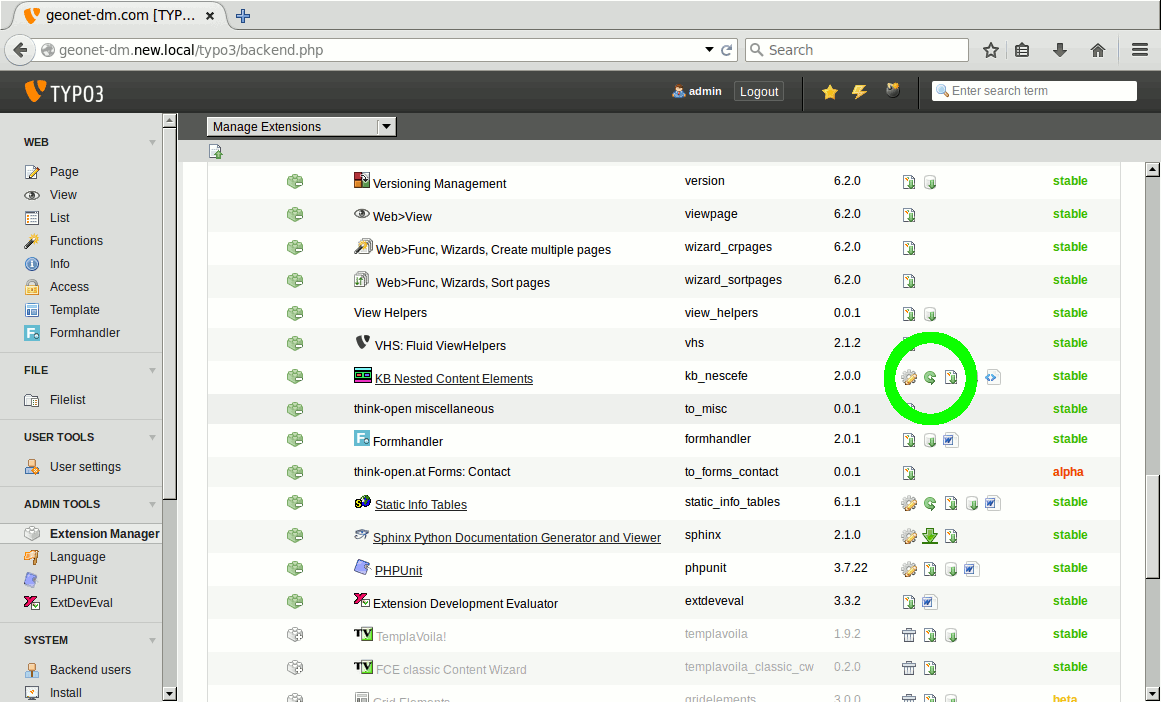 geonet-dm.com [TYP...
geonet-dm.new.local/typo3/backend.php
Search
TYPO3
admin
Logout
Enter search term
Manage Extensions
WEB
Page
View
List
Functions
Info
Access
Template
Formhandler
FILE
Filelist
USER TOOLS
User settings
ADMIN TOOLS
Extension Manager
Language
PHPUnit
ExtDevEval
SYSTEM
Backend users
Install
Versioning Management version 6.2.0 stable
Web>View viewpage 6.2.0 stable
Web>Func, Wizards, Create multiple pages wizard_crpages 6.2.0 stable
Web>Func, Wizards, Sort pages wizard_sortpages 6.2.0 stable
View Helpers view_helpers 0.0.1 stable
VHS: Fluid ViewHelpers vhs 2.1.2 stable
KB Nested Content Elements kb_nescefe 2.0.0 stable
think-open miscellaneous to_misc 0.0.1 stable
Formhandler formhandler 2.0.1 stable
think-open.at Forms: Contact to_forms_contact 0.0.1 alpha
Static Info Tables static_info_tables 6.1.1 stable
Sphinx Python Documentation Generator and Viewer sphinx 2.1.0 stable
PHPUnit phpunit 3.7.22 stable
Extension Development Evaluator extdeveval 3.3.2 stable
TemplaVoila! templavoila 1.9.2 stable
FCE classic Content Wizard templavoila_classic_cw 0.2.0 stable
Grid Elements gridelements 3.0.0 beta